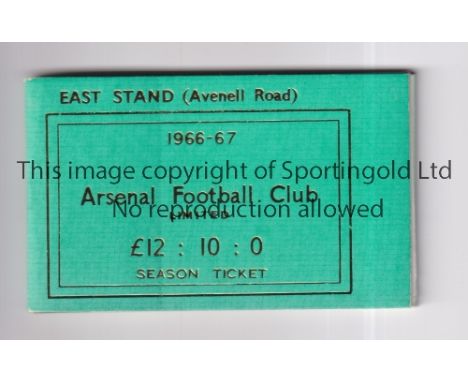 EAST STAND (Avenell Road)
1966-67
This image copyright of Sportingold Ltd
Arsenal Football Club
No reproduction allowed
LIMITED
£12 : 10 : 0
SEASON TICKET